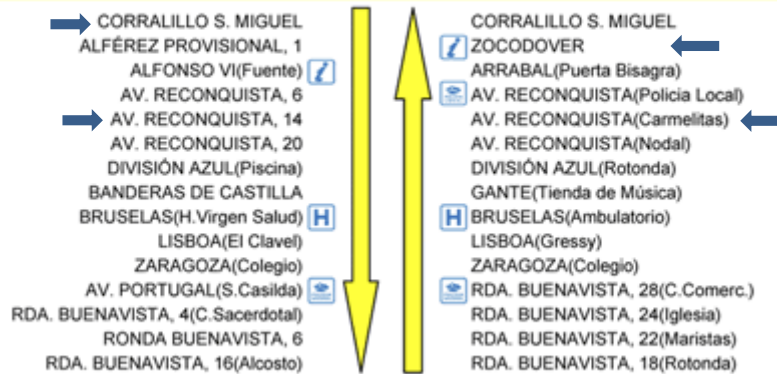 CORRALILLO S. MIGUEL
ALFÉREZ PROVISIONAL, 1
ALFONSO VI(Fuente) i
AV. RECONQUISTA, 6
AV. RECONQUISTA, 14
AV. RECONQUISTA, 20
DIVISIÓN AZUL(Piscina)
BANDERAS DE CASTILLA
BRUSELAS(H.Virgen Salud) H
LISBOA(El Clavel)
ZARAGOZA(Colegio)
AV. PORTUGAL(S.Casilda)
RDA. BUENAVISTA, 4(C.Sacerdotal)
RONDA BUENAVISTA, 6
RDA. BUENAVISTA, 16(Alcosto)
CORRALILLO S. MIGUEL
i ZOCODOVER
ARRABAL(Puerta Bisagra)
AV. RECONQUISTA(Policia Local)
AV. RECONQUISTA(Carmelitas)
AV. RECONQUISTA(Nodal)
DIVISIÓN AZUL(Rotonda)
GANTE(Tienda de Música)
H BRUSELAS(Ambulatorio)
LISBOA(Gressy)
ZARAGOZA(Colegio)
RDA. BUENAVISTA, 28(C.Comerc.)
RDA. BUENAVISTA, 24(Iglesia)
RDA. BUENAVISTA, 22(Maristas)
RDA. BUENAVISTA, 18(Rotonda)